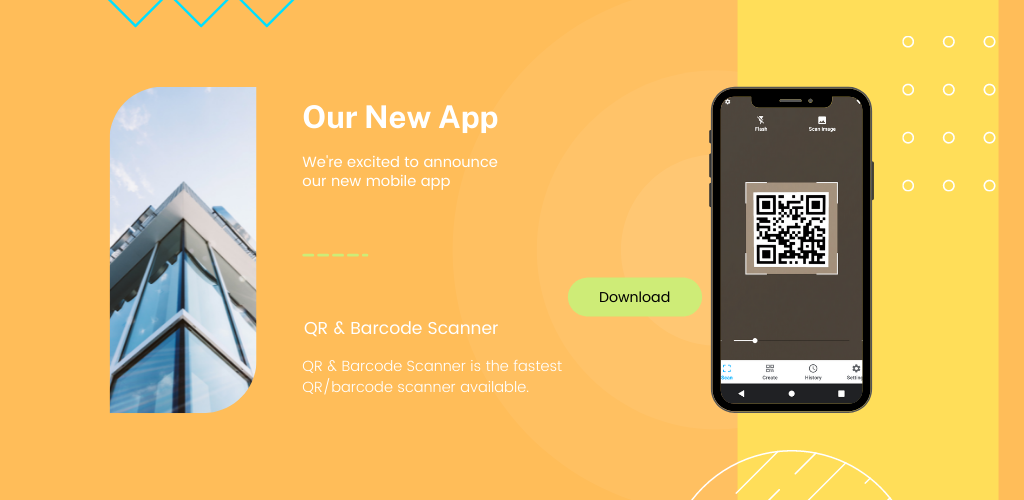 Our New App
We're excited to announce
our new mobile app
Download
QR & Barcode Scanner
QR & Barcode Scanner is the fastest
QR/barcode scanner available.
Flash
Scan Image
Scan
Create
History
Setting